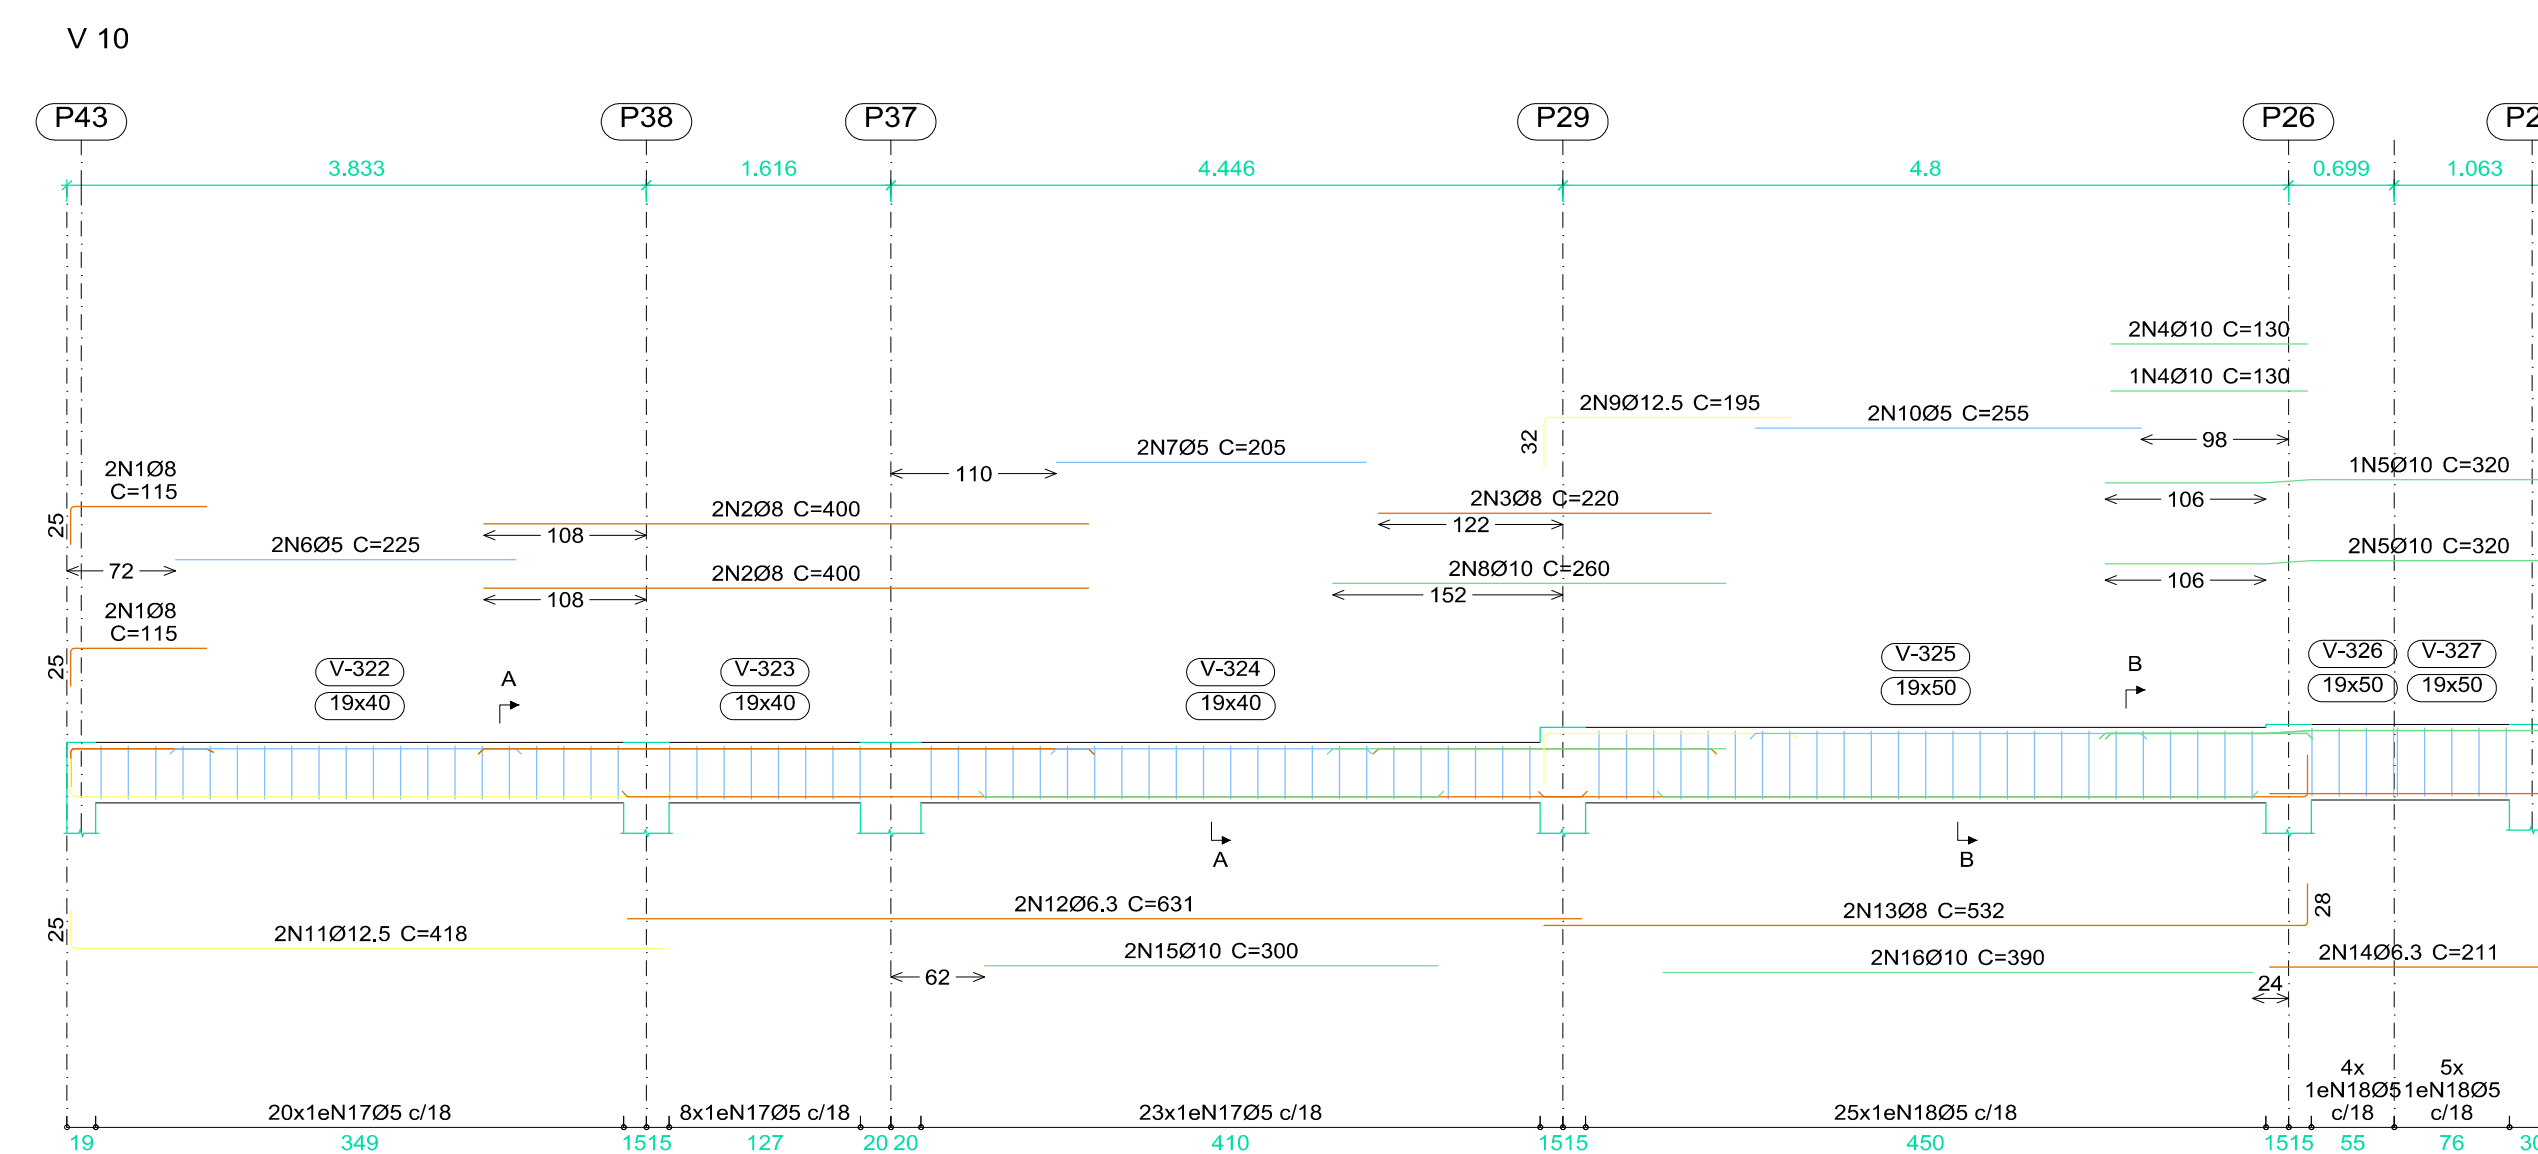 V 10
P43
P38
P37
P29
P26
P2
3.833
1.616
4.446
4.8
0.699
1.063
2N4Ø10 C=130
1N4Ø10 C=130
2N9Ø12.5 C=195
2N10Ø5 C=255
32
98
2N7Ø5 C=205
110
2N1Ø8
C=115
25
1N5Ø10 C=320
106
2N3Ø8 C=220
122
2N2Ø8 C=400
108
2N6Ø5 C=225
72
2N5Ø10 C=320
106
2N8Ø10 C=260
152
2N2Ø8 C=400
108
2N1Ø8
C=115
25
V-322
19x40
A
V-323
19x40
V-324
19x40
V-325
19x50
B
V-326
19x50
V-327
19x50
A
B
2N12Ø6.3 C=631
2N13Ø8 C=532
28
25
2N11Ø12.5 C=418
2N15Ø10 C=300
62
2N16Ø10 C=390
24
2N14Ø6.3 C=211
20x1eN17Ø5 c/18
8x1eN17Ø5 c/18
23x1eN17Ø5 c/18
25x1eN18Ø5 c/18
4x
1eN18Ø5
c/18
5x
1eN18Ø5
c/18
19
349
1515
127
20 20
410
1515
450
1515
55
76